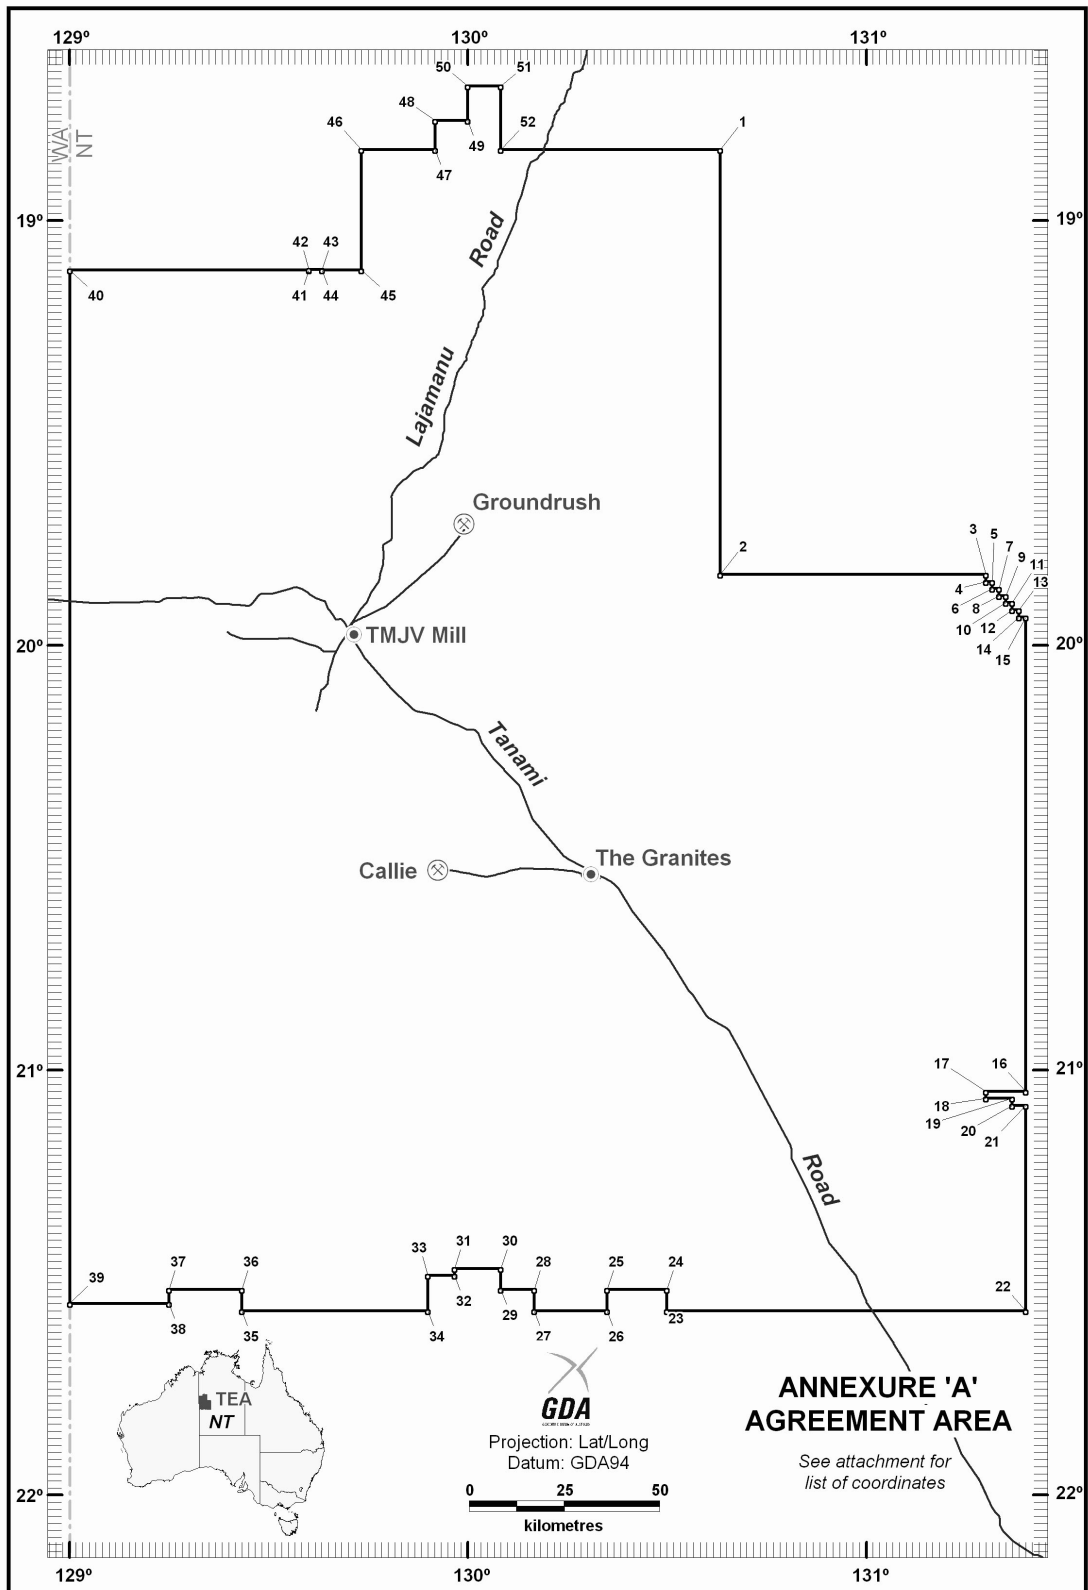 129º 130º 131º
50 51
48
46 52 1
49
47
WA
NT
19º 19º
Road
42 43
40 41 44 45
Lajamanu
Groundrush
3 5
2 7
9
11
4 13
6
8
10
12
14
15
TMJV Mill
20º 20º
Tanami
The Granites
Callie
21º 21º
17 16
18
19
20
21
Road
33 31 30
37 36 28 25 24
39 22
32
29 23
38 35 34 27 26
TEA
NT
GDA
Projection: Lat/Long
Datum: GDA94
0 25 50
kilometres
ANNEXURE 'A'
AGREEMENT AREA
See attachment for
list of coordinates
22º 22º
129º 130º 131º